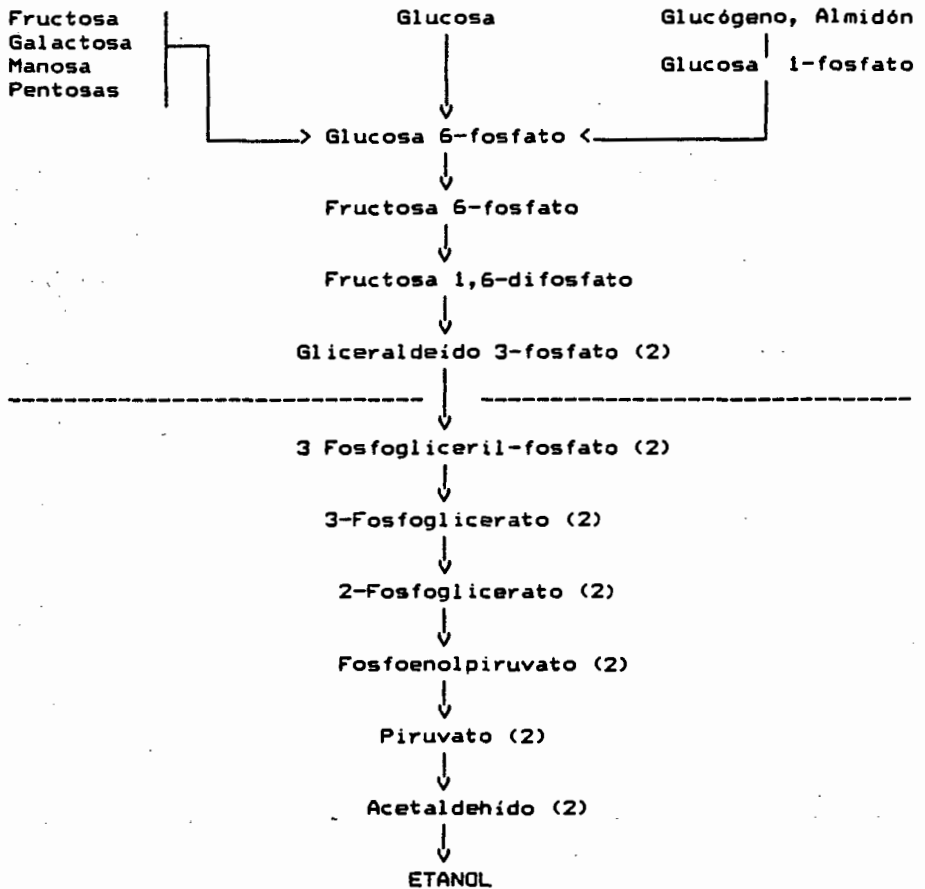 Fructosa
Galactosa
Manosa
Pentosas
Glucosa
Glucógeno, Almidón
Glucosa 1-fosfato
Glucosa 6-fosfato
Fructosa 6-fosfato
Fructosa 1,6-difosfato
Gliceraldeído 3-fosfato (2)
3 Fosfogliceril-fosfato (2)
3-Fosfoglicerato (2)
2-Fosfoglicerato (2)
Fosfoenolpiruvato (2)
Piruvato (2)
Acetaldehído (2)
ETANOL